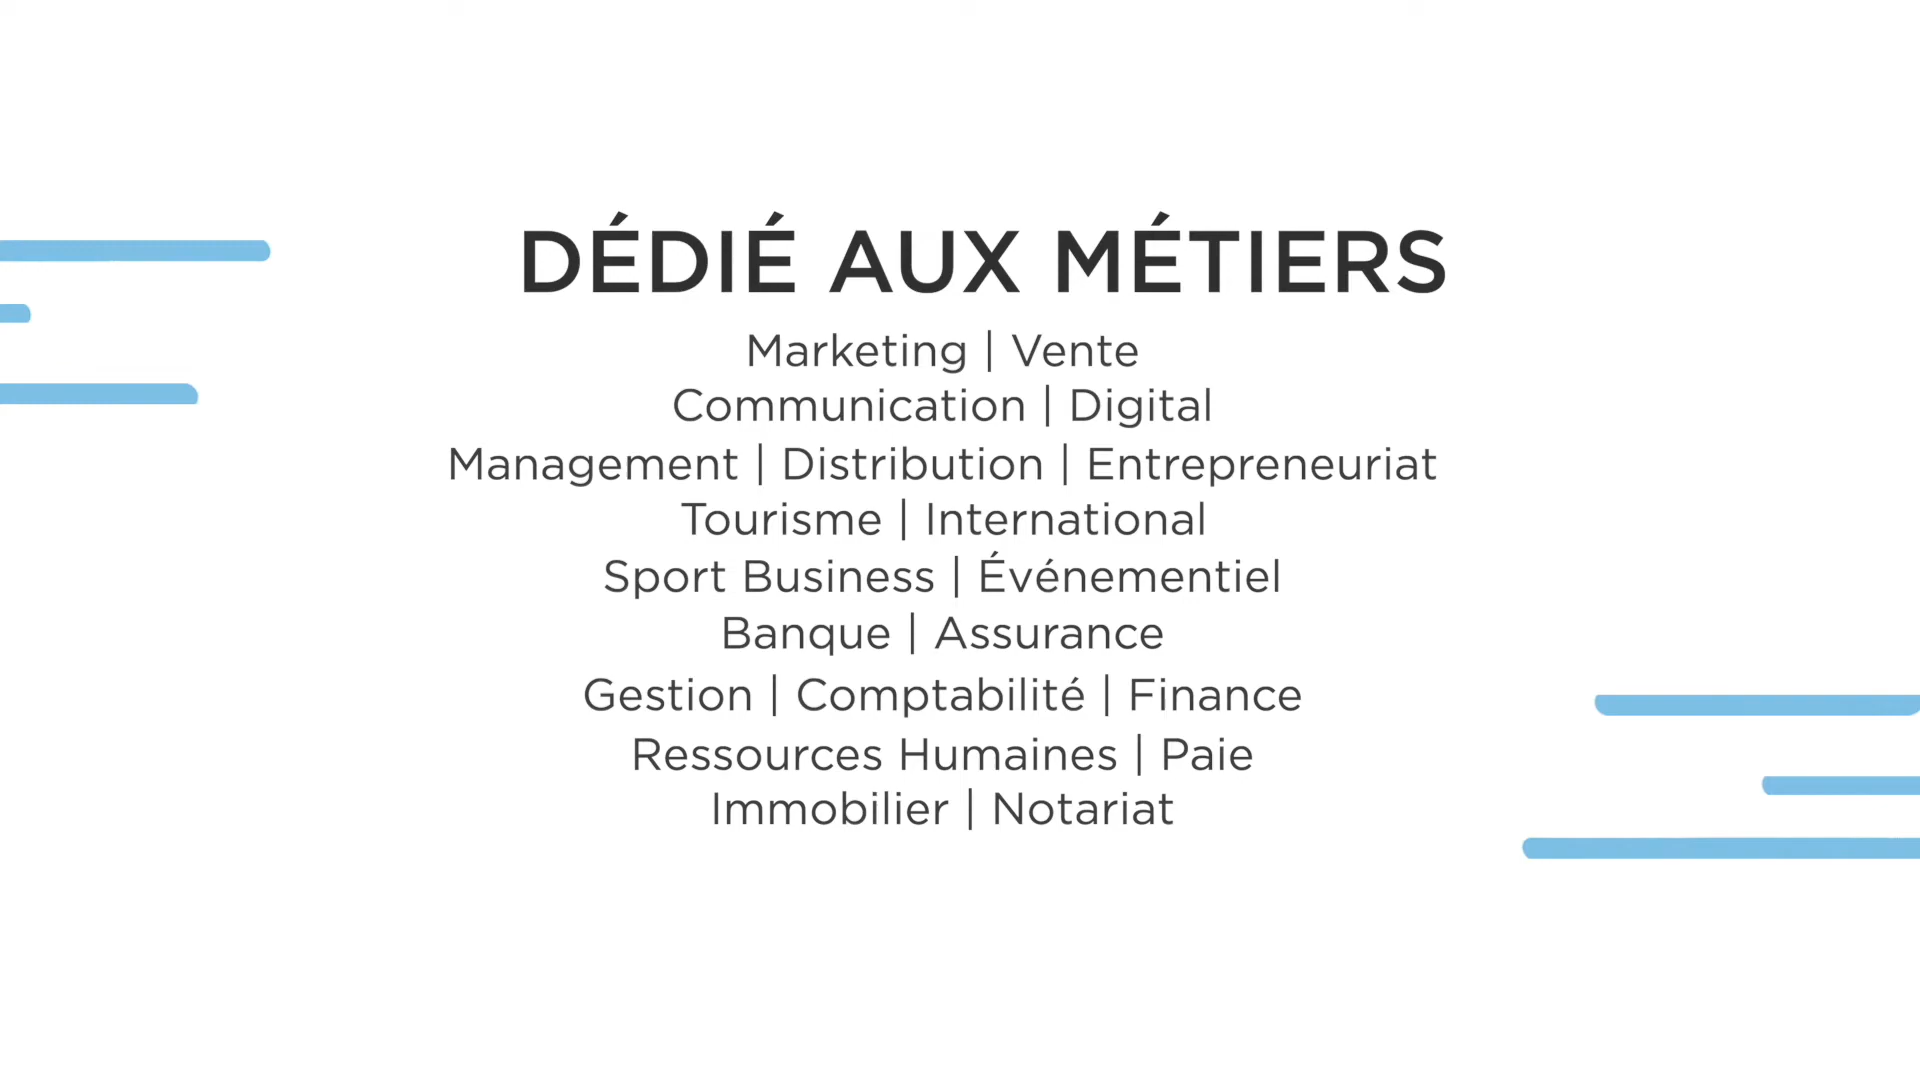 DÉDIÉ AUX MÉTIERS
Marketing | Vente
Communication | Digital
Management | Distribution | Entrepreneuriat
Tourisme | International
Sport Business | Événementiel
Banque | Assurance
Gestion | Comptabilité | Finance
Ressources Humaines | Paie
Immobilier | Notariat